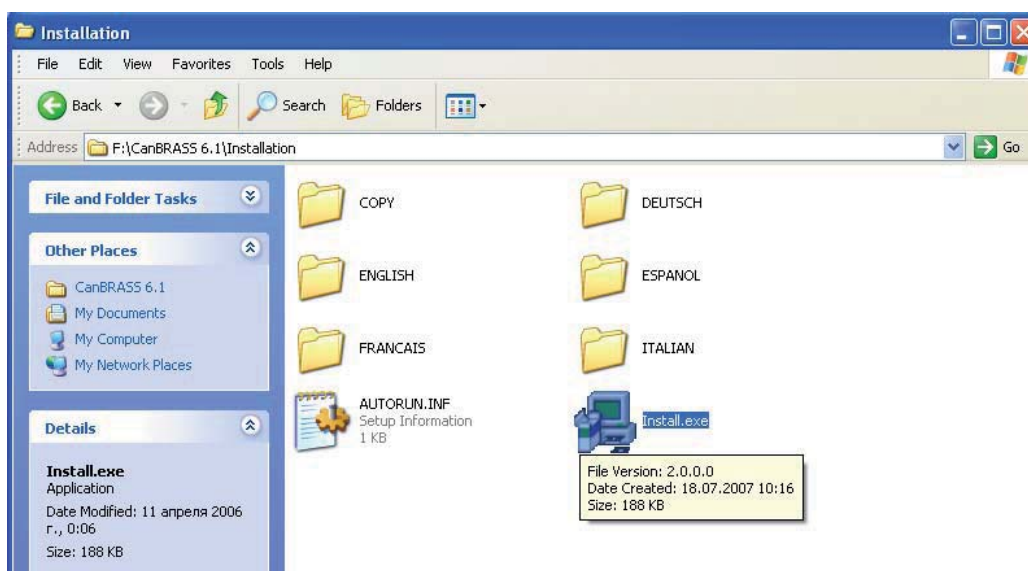 Installation
File Edit View Favorites Tools Help
Back Search Folders
Address F:\CanBRASS 6.1\Installation Go
File and Folder Tasks
Other Places
CanBRASS 6.1
My Documents
My Computer
My Network Places
Details
Install.exe
Application
Date Modified: 11 апреля 2006
г., 0:06
Size: 188 KB
COPY
DEUTSCH
ENGLISH
ESPANOL
FRANCAIS
ITALIAN
AUTORUN.INF
Setup Information
1 KB
Install.exe
File Version: 2.0.0.0
Date Created: 18.07.2007 10:16
Size: 188 KB